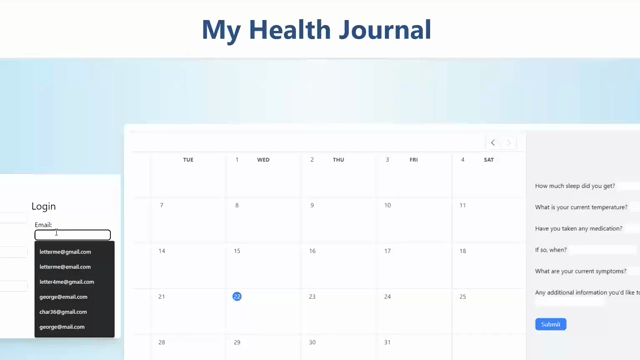 My Health Journal
Login
Email:
letterme@gmail.com
letterme@email.com
letter4me@gmail.com
george@email.com
char36@gmail.com
george@mail.com
TUE 1 WED 2 THU 3 FRI 4 SAT
7 8 9 10 11
14 15 16 17 18
21 22 23 24 25
28 29 30 31
How much sleep did you get?
What is your current temperature?
Have you taken any medication?
If so, when?
What are your current symptoms?
Any additional information you'd like to
Submit